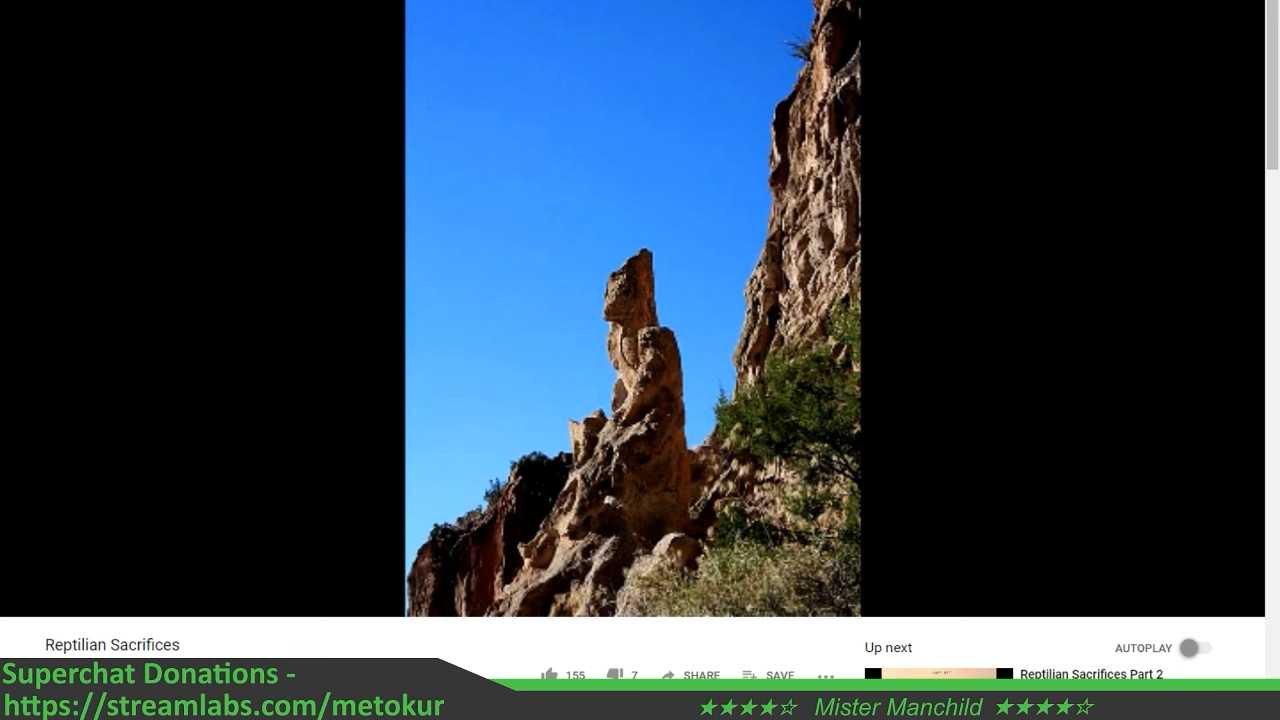 Reptilian Sacrifices
Up next
AUTOPLAY
155
7
SHARE
SAVE
Reptilian Sacrifices Part 2
Superchat Donations -
https://streamlabs.com/metokur
★★★★☆ Mister Manchild ★★★★☆